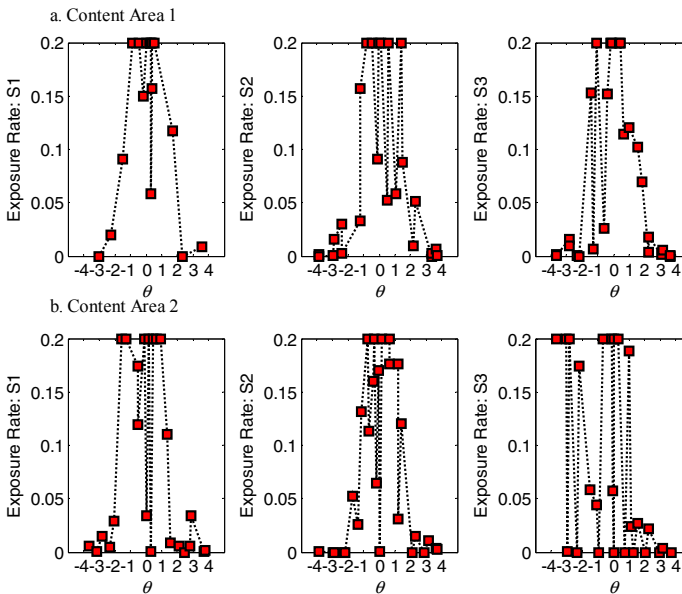 a. Content Area 1
0.2
0.15
0.1
0.05
0
Exposure Rate: S1
-4-3-2-1 0 1 2 3 4
θ
0.2
0.15
0.1
0.05
0
Exposure Rate: S2
-4-3-2-1 0 1 2 3 4
θ
0.2
0.15
0.1
0.05
0
Exposure Rate: S3
-4-3-2-1 0 1 2 3 4
θ
b. Content Area 2
0.2
0.15
0.1
0.05
0
Exposure Rate: S1
-4-3-2-1 0 1 2 3 4
θ
0.2
0.15
0.1
0.05
0
Exposure Rate: S2
-4-3-2-1 0 1 2 3 4
θ
0.2
0.15
0.1
0.05
0
Exposure Rate: S3
-4-3-2-1 0 1 2 3 4
θ